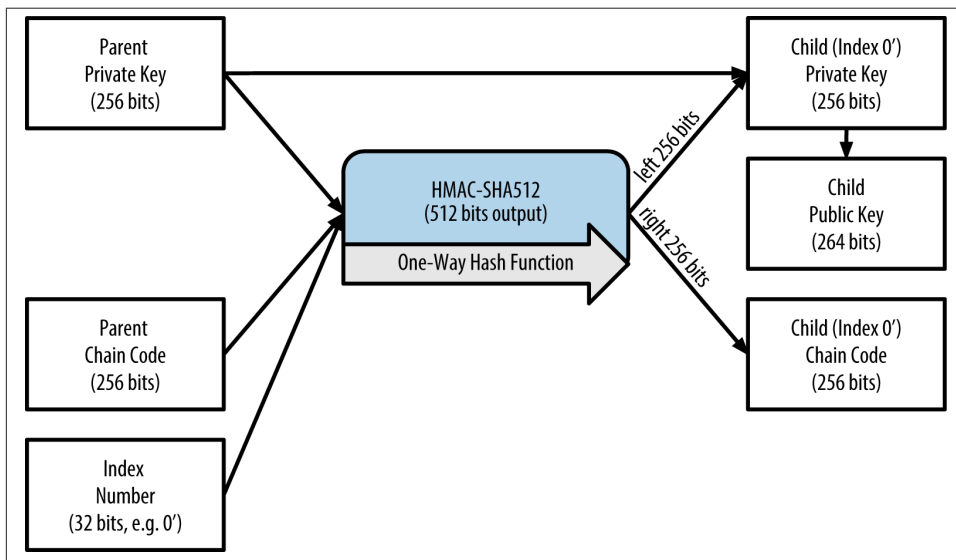 Parent
Private Key
(256 bits)
Parent
Chain Code
(256 bits)
Index
Number
(32 bits, e.g. 0′)
HMAC-SHA512
(512 bits output)
One-Way Hash Function
left 256 bits
right 256 bits
Child (Index 0′)
Private Key
(256 bits)
Child
Public Key
(264 bits)
Child (Index 0′)
Chain Code
(256 bits)